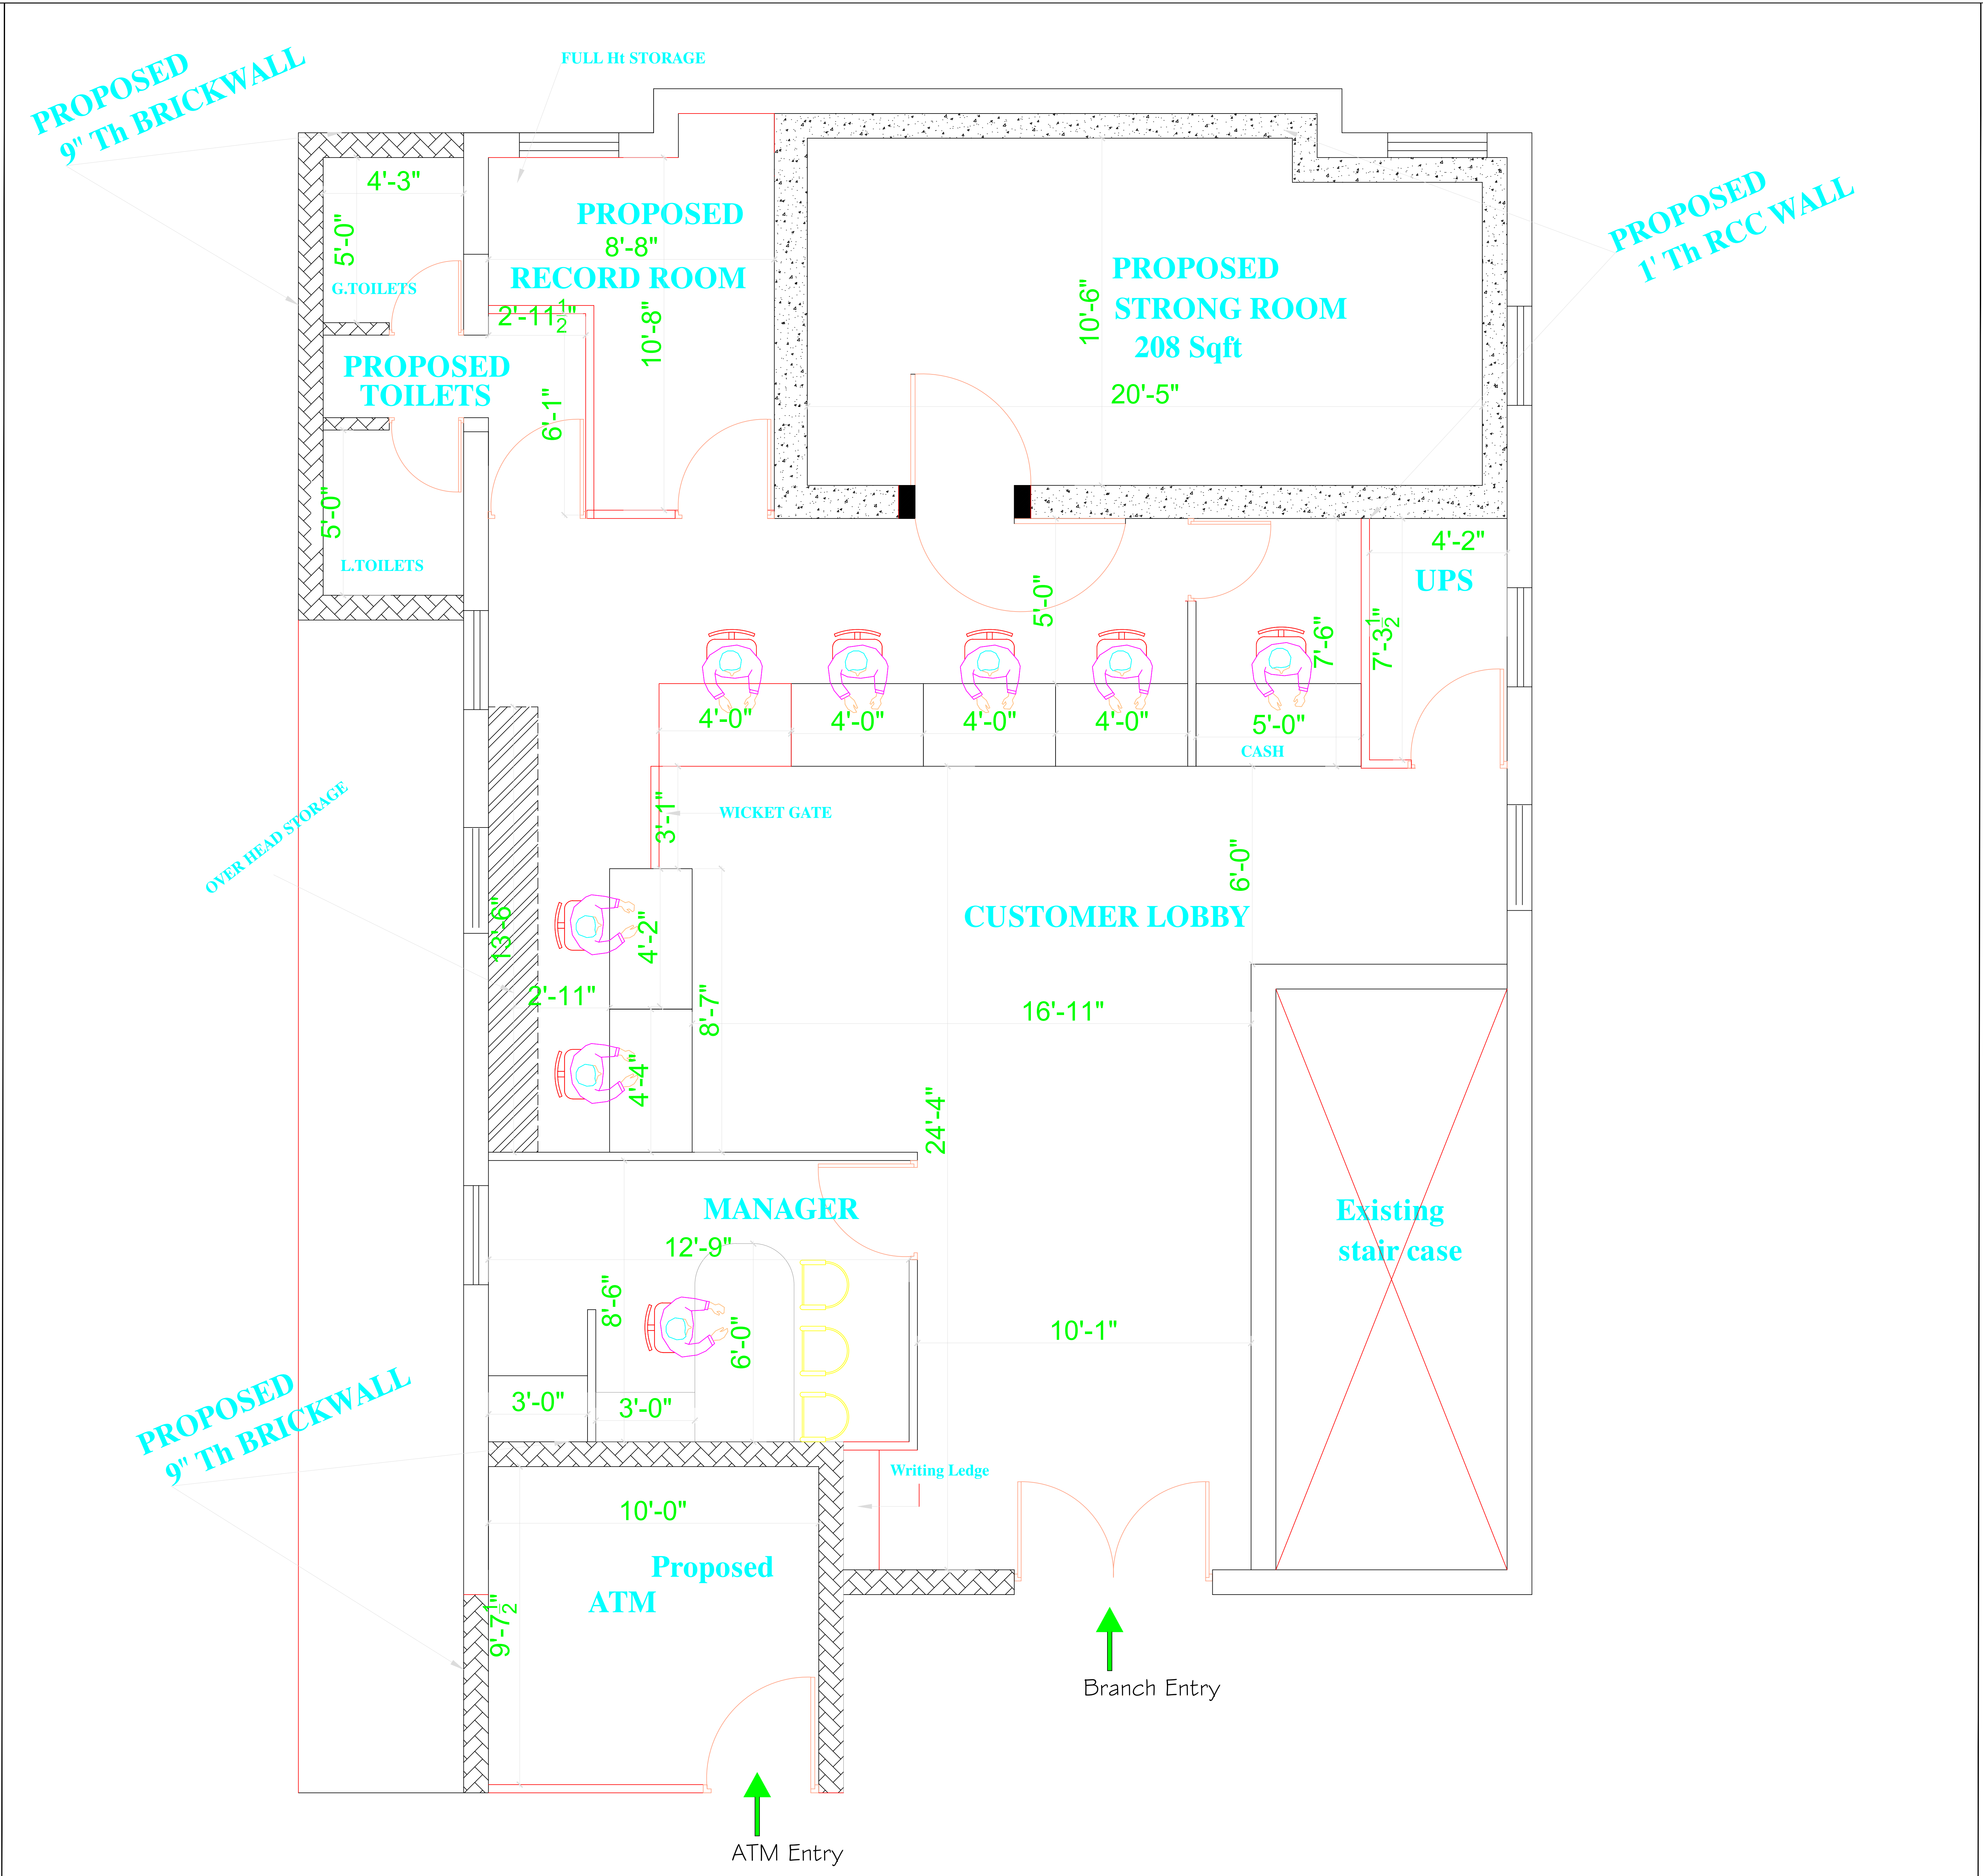 FULL Ht STORAGE
PROPOSED
9" Th BRICKWALL
4'-3"
5'-0"
G.TOILETS
PROPOSED
8'-8"
RECORD ROOM
2'-11½"
10'-8"
PROPOSED
STRONG ROOM
208 Sqft
10'-6"
20'-5"
PROPOSED
1' Th RCC WALL
PROPOSED
TOILETS
6'-1"
5'-0"
L.TOILETS
4'-2"
UPS
7'-3½"
5'-0"
7'-6"
4'-0"
4'-0"
4'-0"
4'-0"
5'-0"
CASH
OVER HEAD STORAGE
3'-1"
WICKET GATE
6'-0"
CUSTOMER LOBBY
13'-6"
4'-2"
2'-11"
8'-7"
16'-11"
4'-4"
24'-4"
MANAGER
12'-9"
8'-6"
6'-0"
10'-1"
Existing
stair case
3'-0"
3'-0"
PROPOSED
9" Th BRICKWALL
Writing Ledge
10'-0"
Proposed
ATM
9'-7½"
Branch Entry
ATM Entry